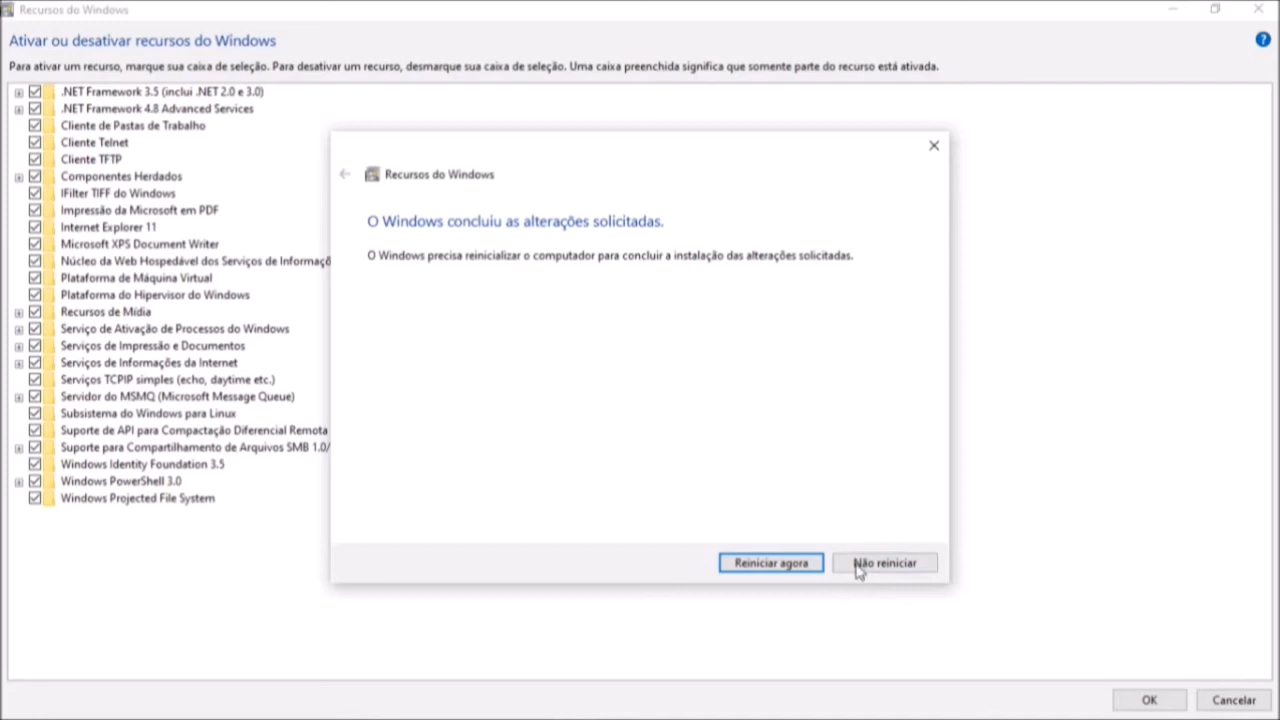 Recursos do Windows
Ativar ou desativar recursos do Windows
?
Para ativar um recurso, marque sua caixa de seleção. Para desativar um recurso, desmarque sua caixa de seleção. Uma caixa preenchida significa que somente parte do recurso está ativada.
.NET Framework 3.5 (inclui .NET 2.0 e 3.0)
.NET Framework 4.8 Advanced Services
Cliente de Pastas de Trabalho
Cliente Telnet
Cliente TFTP
Componentes Herdados
IFilter TIFF do Windows
Impressão da Microsoft em PDF
Internet Explorer 11
Microsoft XPS Document Writer
Núcleo da Web Hospedável dos Serviços de Informaçõ
Plataforma de Máquina Virtual
Plataforma do Hipervisor do Windows
Recursos de Mídia
Serviço de Ativação de Processos do Windows
Serviços de Impressão e Documentos
Serviços de Informações da Internet
Serviços TCPIP simples (echo, daytime etc.)
Servidor do MSMQ (Microsoft Message Queue)
Subsistema do Windows para Linux
Suporte de API para Compactação Diferencial Remota
Suporte para Compartilhamento de Arquivos SMB 1.0/
Windows Identity Foundation 3.5
Windows PowerShell 3.0
Windows Projected File System
Recursos do Windows
O Windows concluiu as alterações solicitadas.
O Windows precisa reinicializar o computador para concluir a instalação das alterações solicitadas.
Reiniciar agora
Não reiniciar
OK
Cancelar